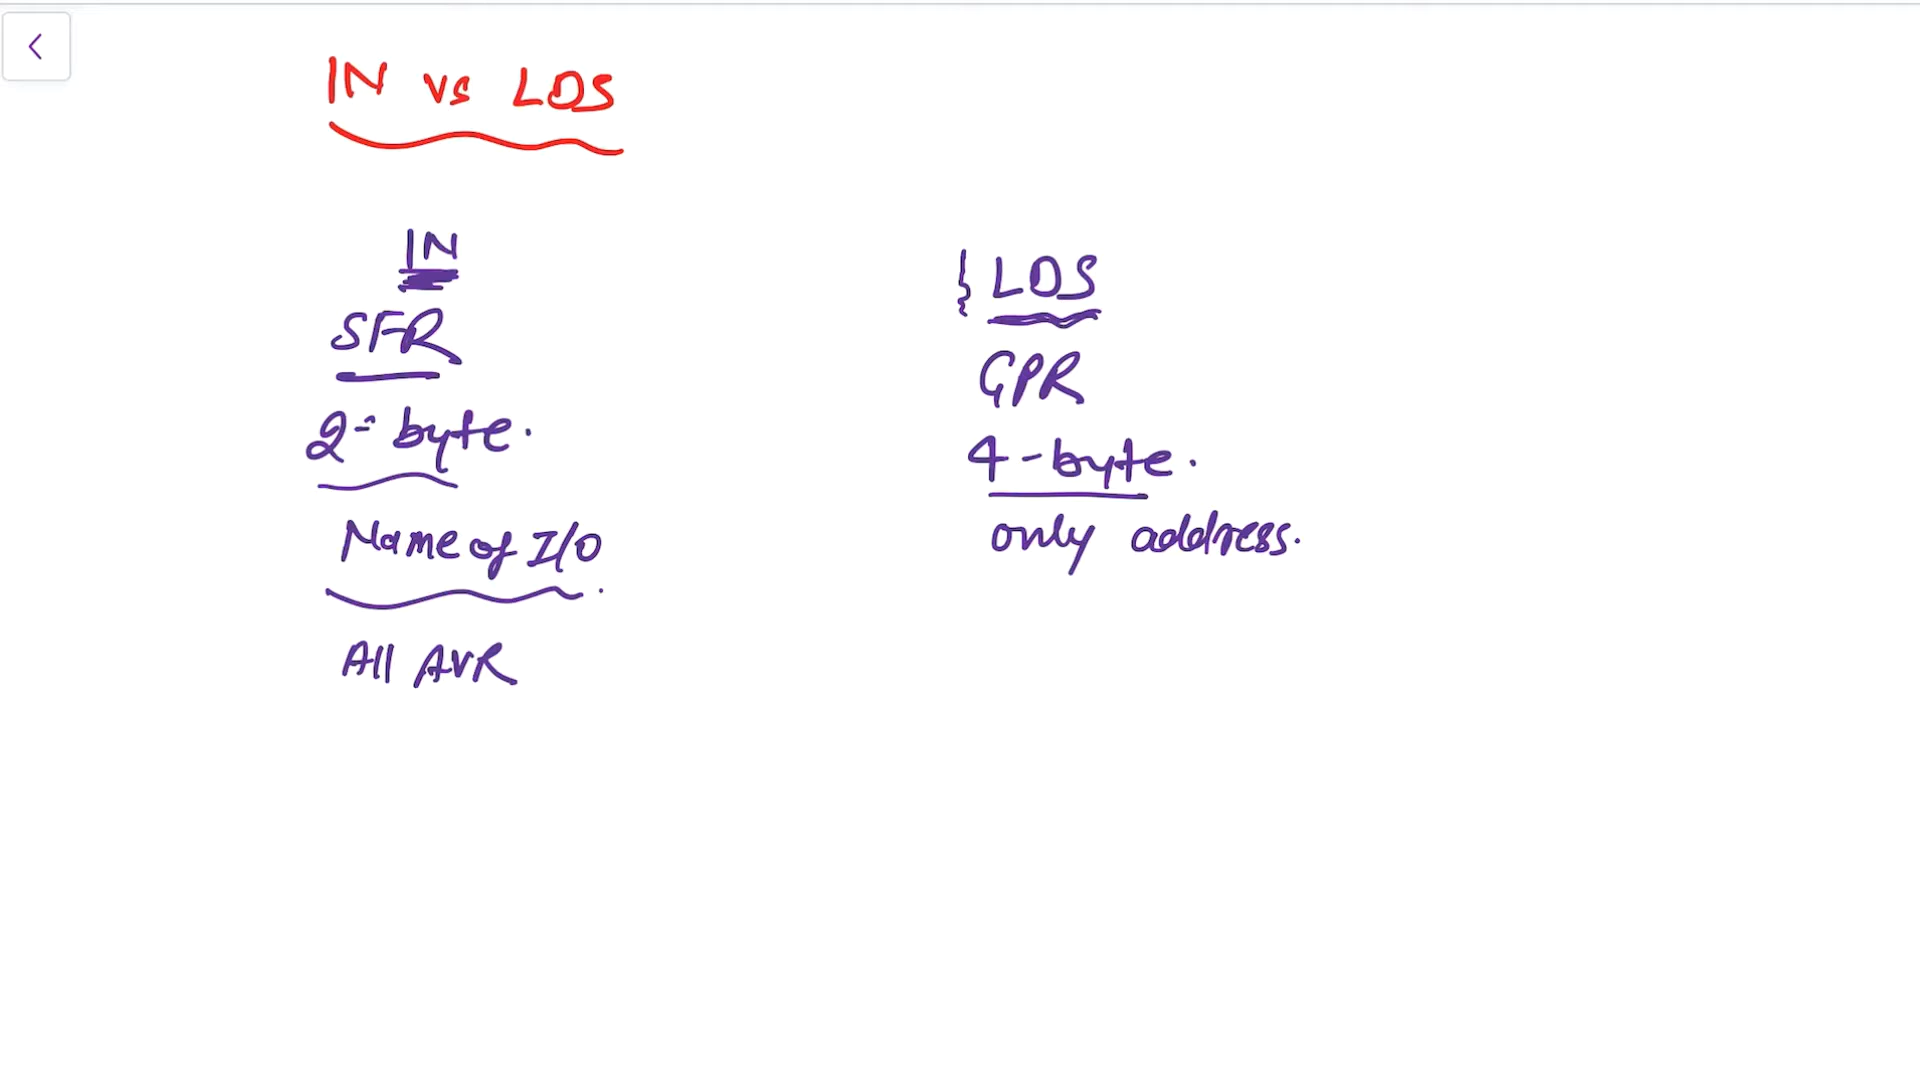 IN vs LDS
IN
SFR
2-byte.
Name of I/O
All AVR
LDS
GPR
4-byte.
only address.